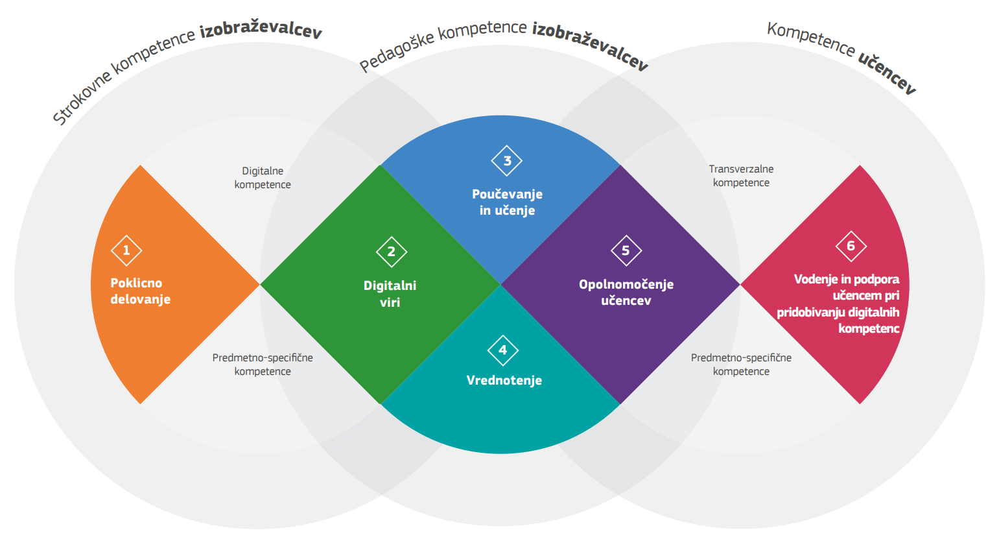 Strokovne kompetence izobraževalcev
Pedagoške kompetence izobraževalcev
Kompetence učencev
Digitalne
kompetence
Transverzalne
kompetence
1
Poklicno
delovanje
2
Digitalni
viri
3
Poučevanje
in učenje
4
Vrednotenje
5
Opolnomočenje
učencev
6
Vodenje in podpora
učencem pri
pridobivanju digitalnih
kompetenc
Predmetno-specifične
kompetence
Predmetno-specifične
kompetence